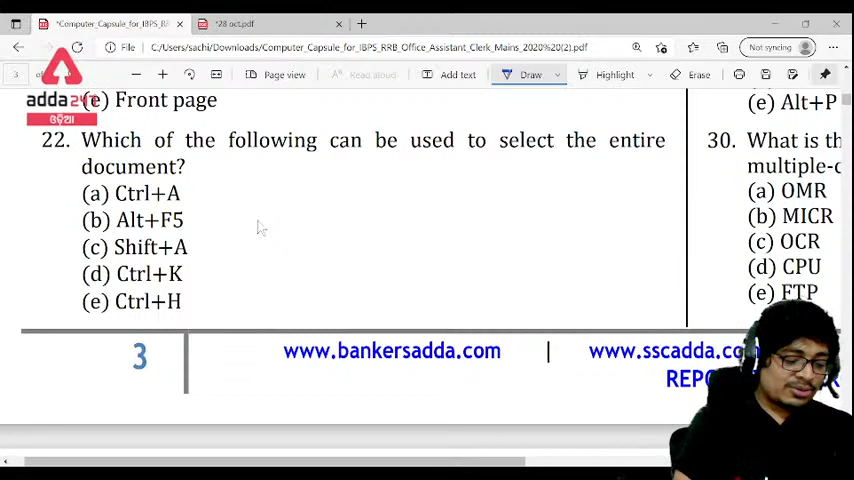 *Computer_Capsule_for_IBPS_RR
*28 oct.pdf
File
C:/Users/sachi/Downloads/Computer_Capsule_for_IBPS_RRB_Office_Assistant_Clerk_Mains_2020%20(2).pdf
Not syncing
3
Page view
Read aloud
Add text
Draw
Highlight
Erase
adda247
ଓଡ଼ିଆ
(e) Front page
22. Which of the following can be used to select the entire
document?
(a) Ctrl+A
(b) Alt+F5
(c) Shift+A
(d) Ctrl+K
(e) Ctrl+H
(e) Alt+P
30. What is th
multiple-c
(a) OMR
(b) MICR
(c) OCR
(d) CPU
(e) FTP
3
www.bankersadda.com | www.sscadda.co
REPO